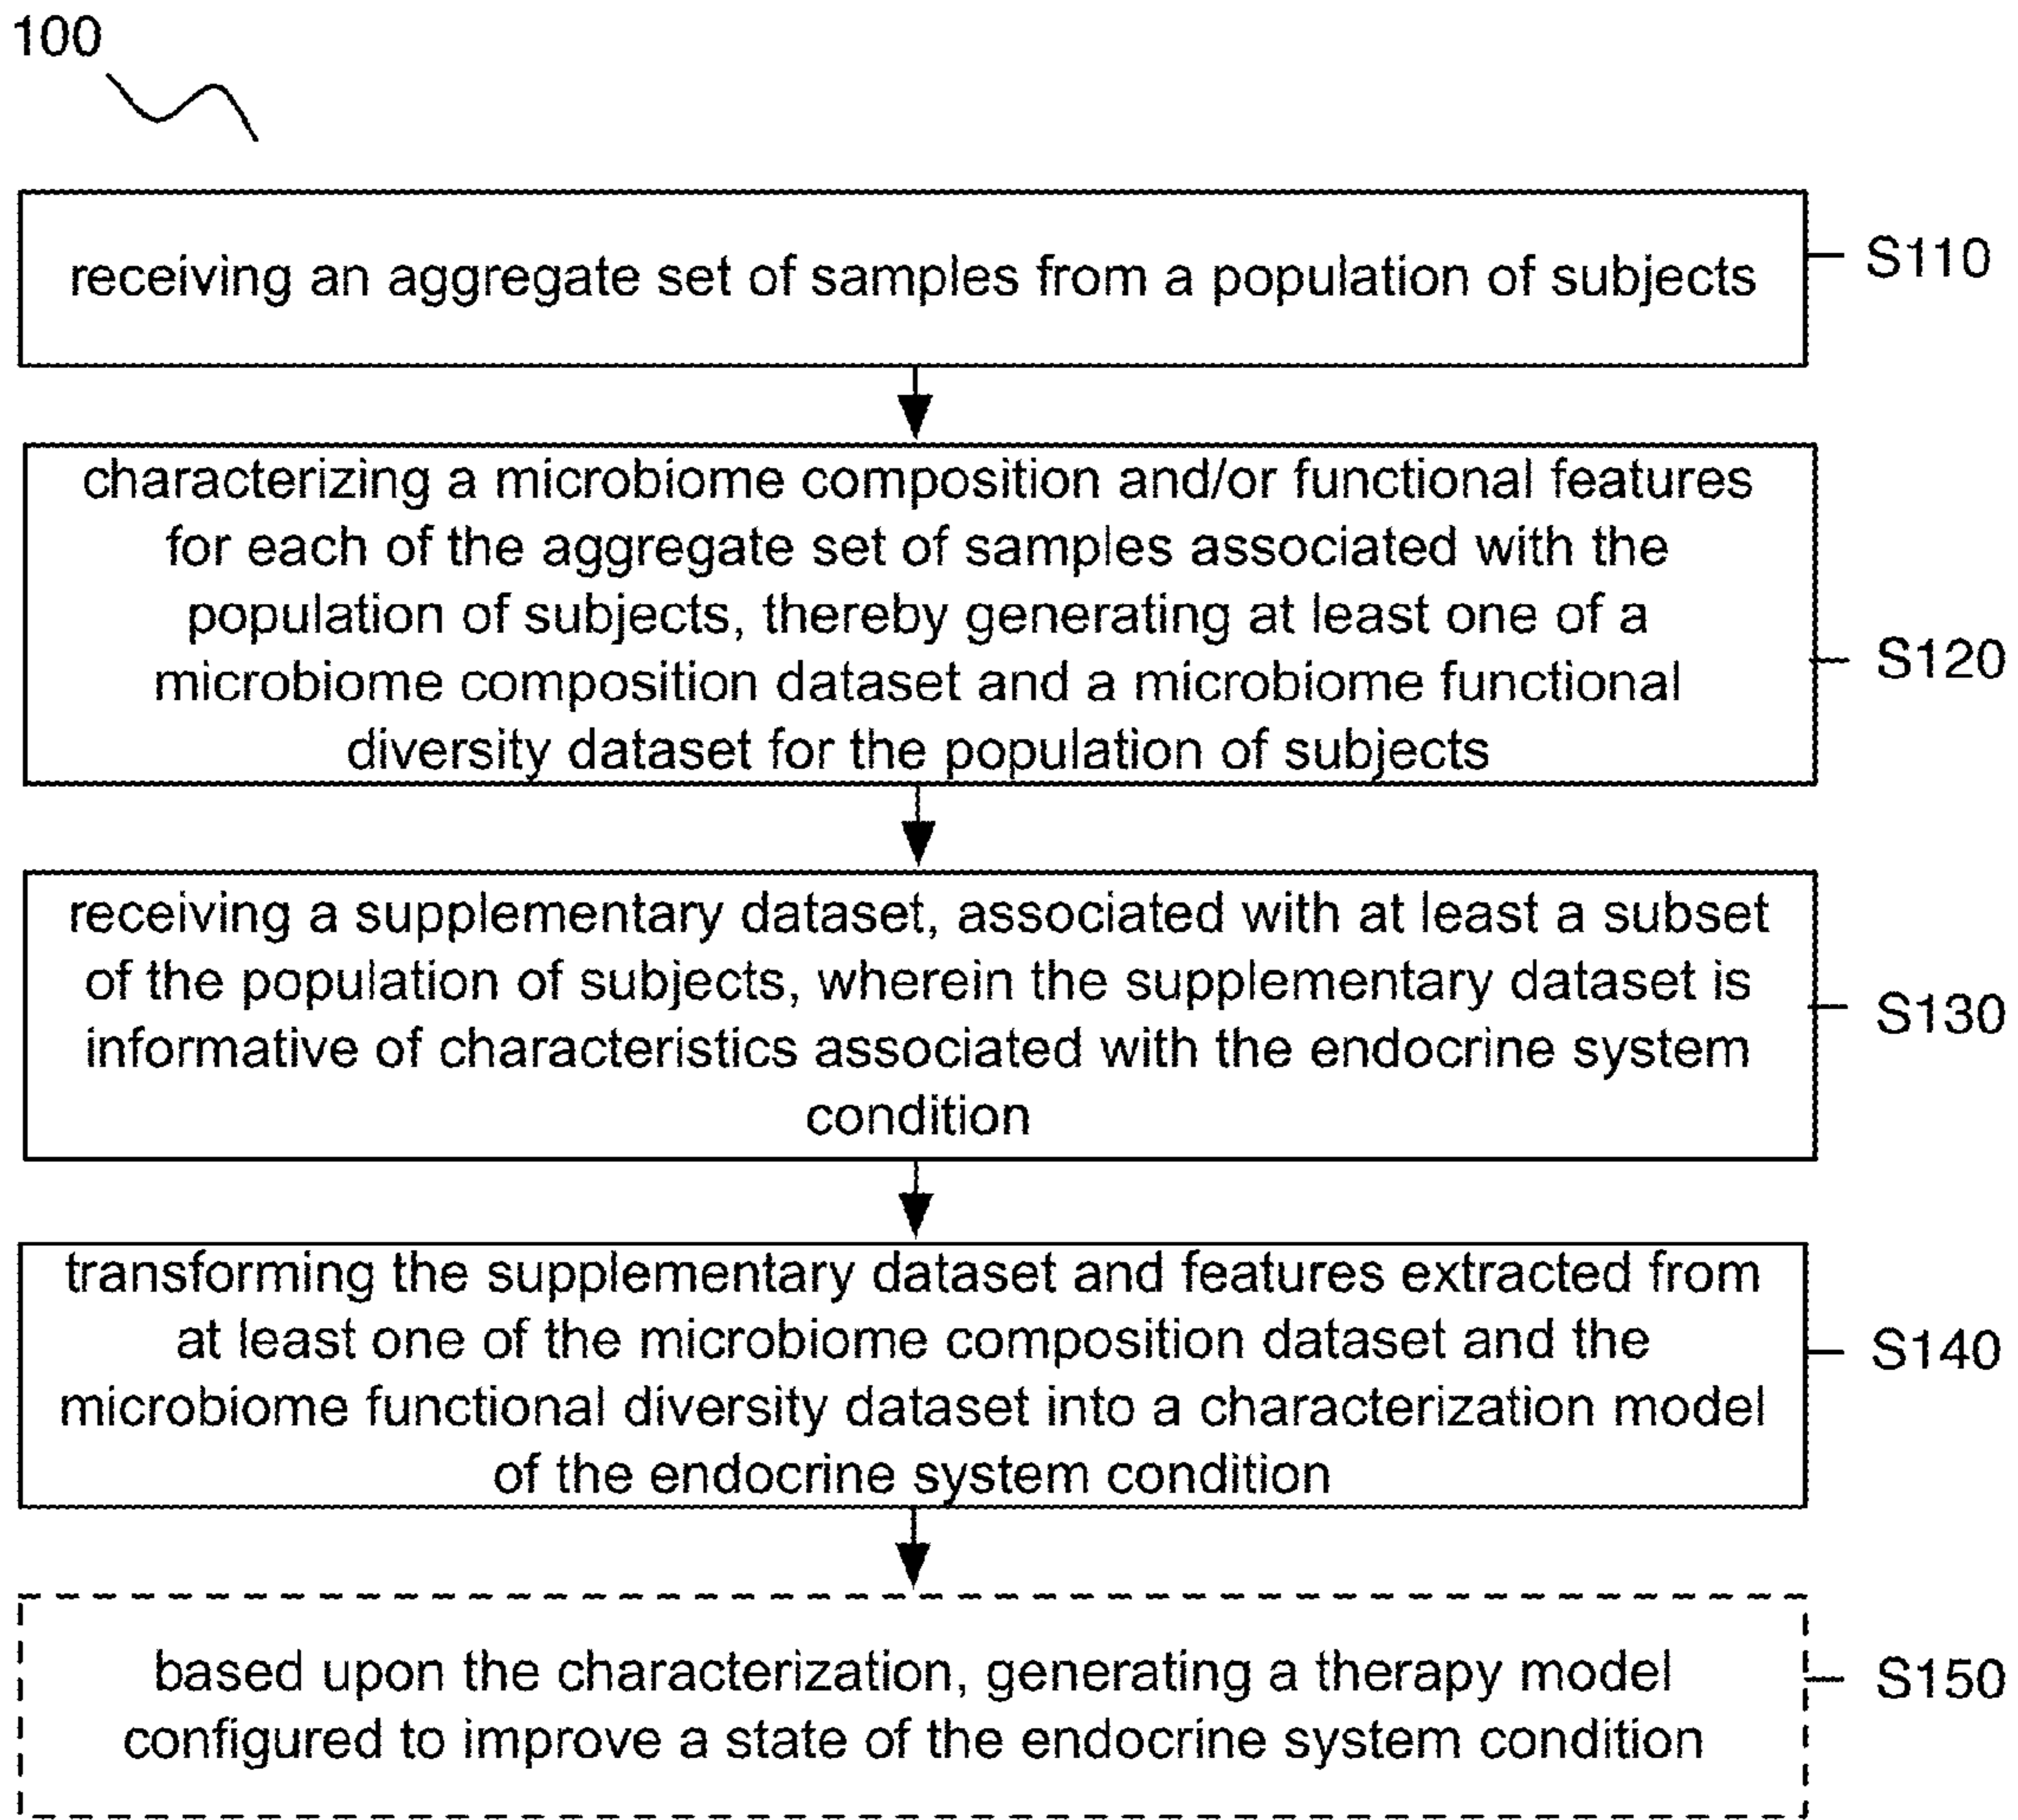 100
receiving an aggregate set of samples from a population of subjects
S110
characterizing a microbiome composition and/or functional features
for each of the aggregate set of samples associated with the
population of subjects, thereby generating at least one of a
microbiome composition dataset and a microbiome functional
diversity dataset for the population of subjects
S120
receiving a supplementary dataset, associated with at least a subset
of the population of subjects, wherein the supplementary dataset is
informative of characteristics associated with the endocrine system
condition
S130
transforming the supplementary dataset and features extracted from
at least one of the microbiome composition dataset and the
microbiome functional diversity dataset into a characterization model
of the endocrine system condition
S140
based upon the characterization, generating a therapy model
configured to improve a state of the endocrine system condition
S150